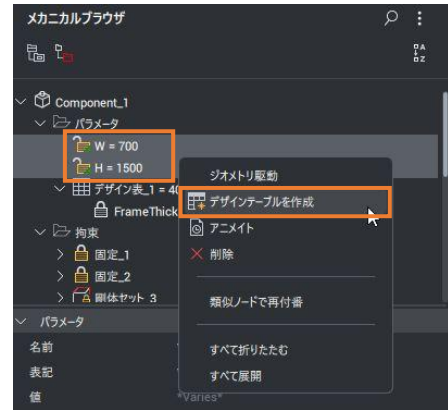 メカニカルブラウザ
Component_1
パラメータ
W = 700
H = 1500
ジオメトリ駆動
デザイン表_1 = 40
デザインテーブルを作成
FrameThick
アニメイト
拘束
削除
固定_1
固定_2
類似ノードで再付番
剛体セット_3
パラメータ
名前
すべて折りたたむ
表記
すべて展開
値
*Varies*